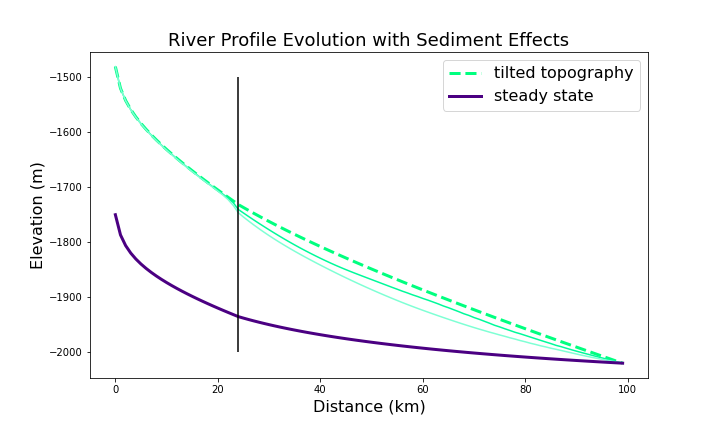 River Profile Evolution with Sediment Effects
tilted topography
steady state
Elevation (m)
−1500
−1600
−1700
−1800
−1900
−2000
0
20
40
60
80
100
Distance (km)